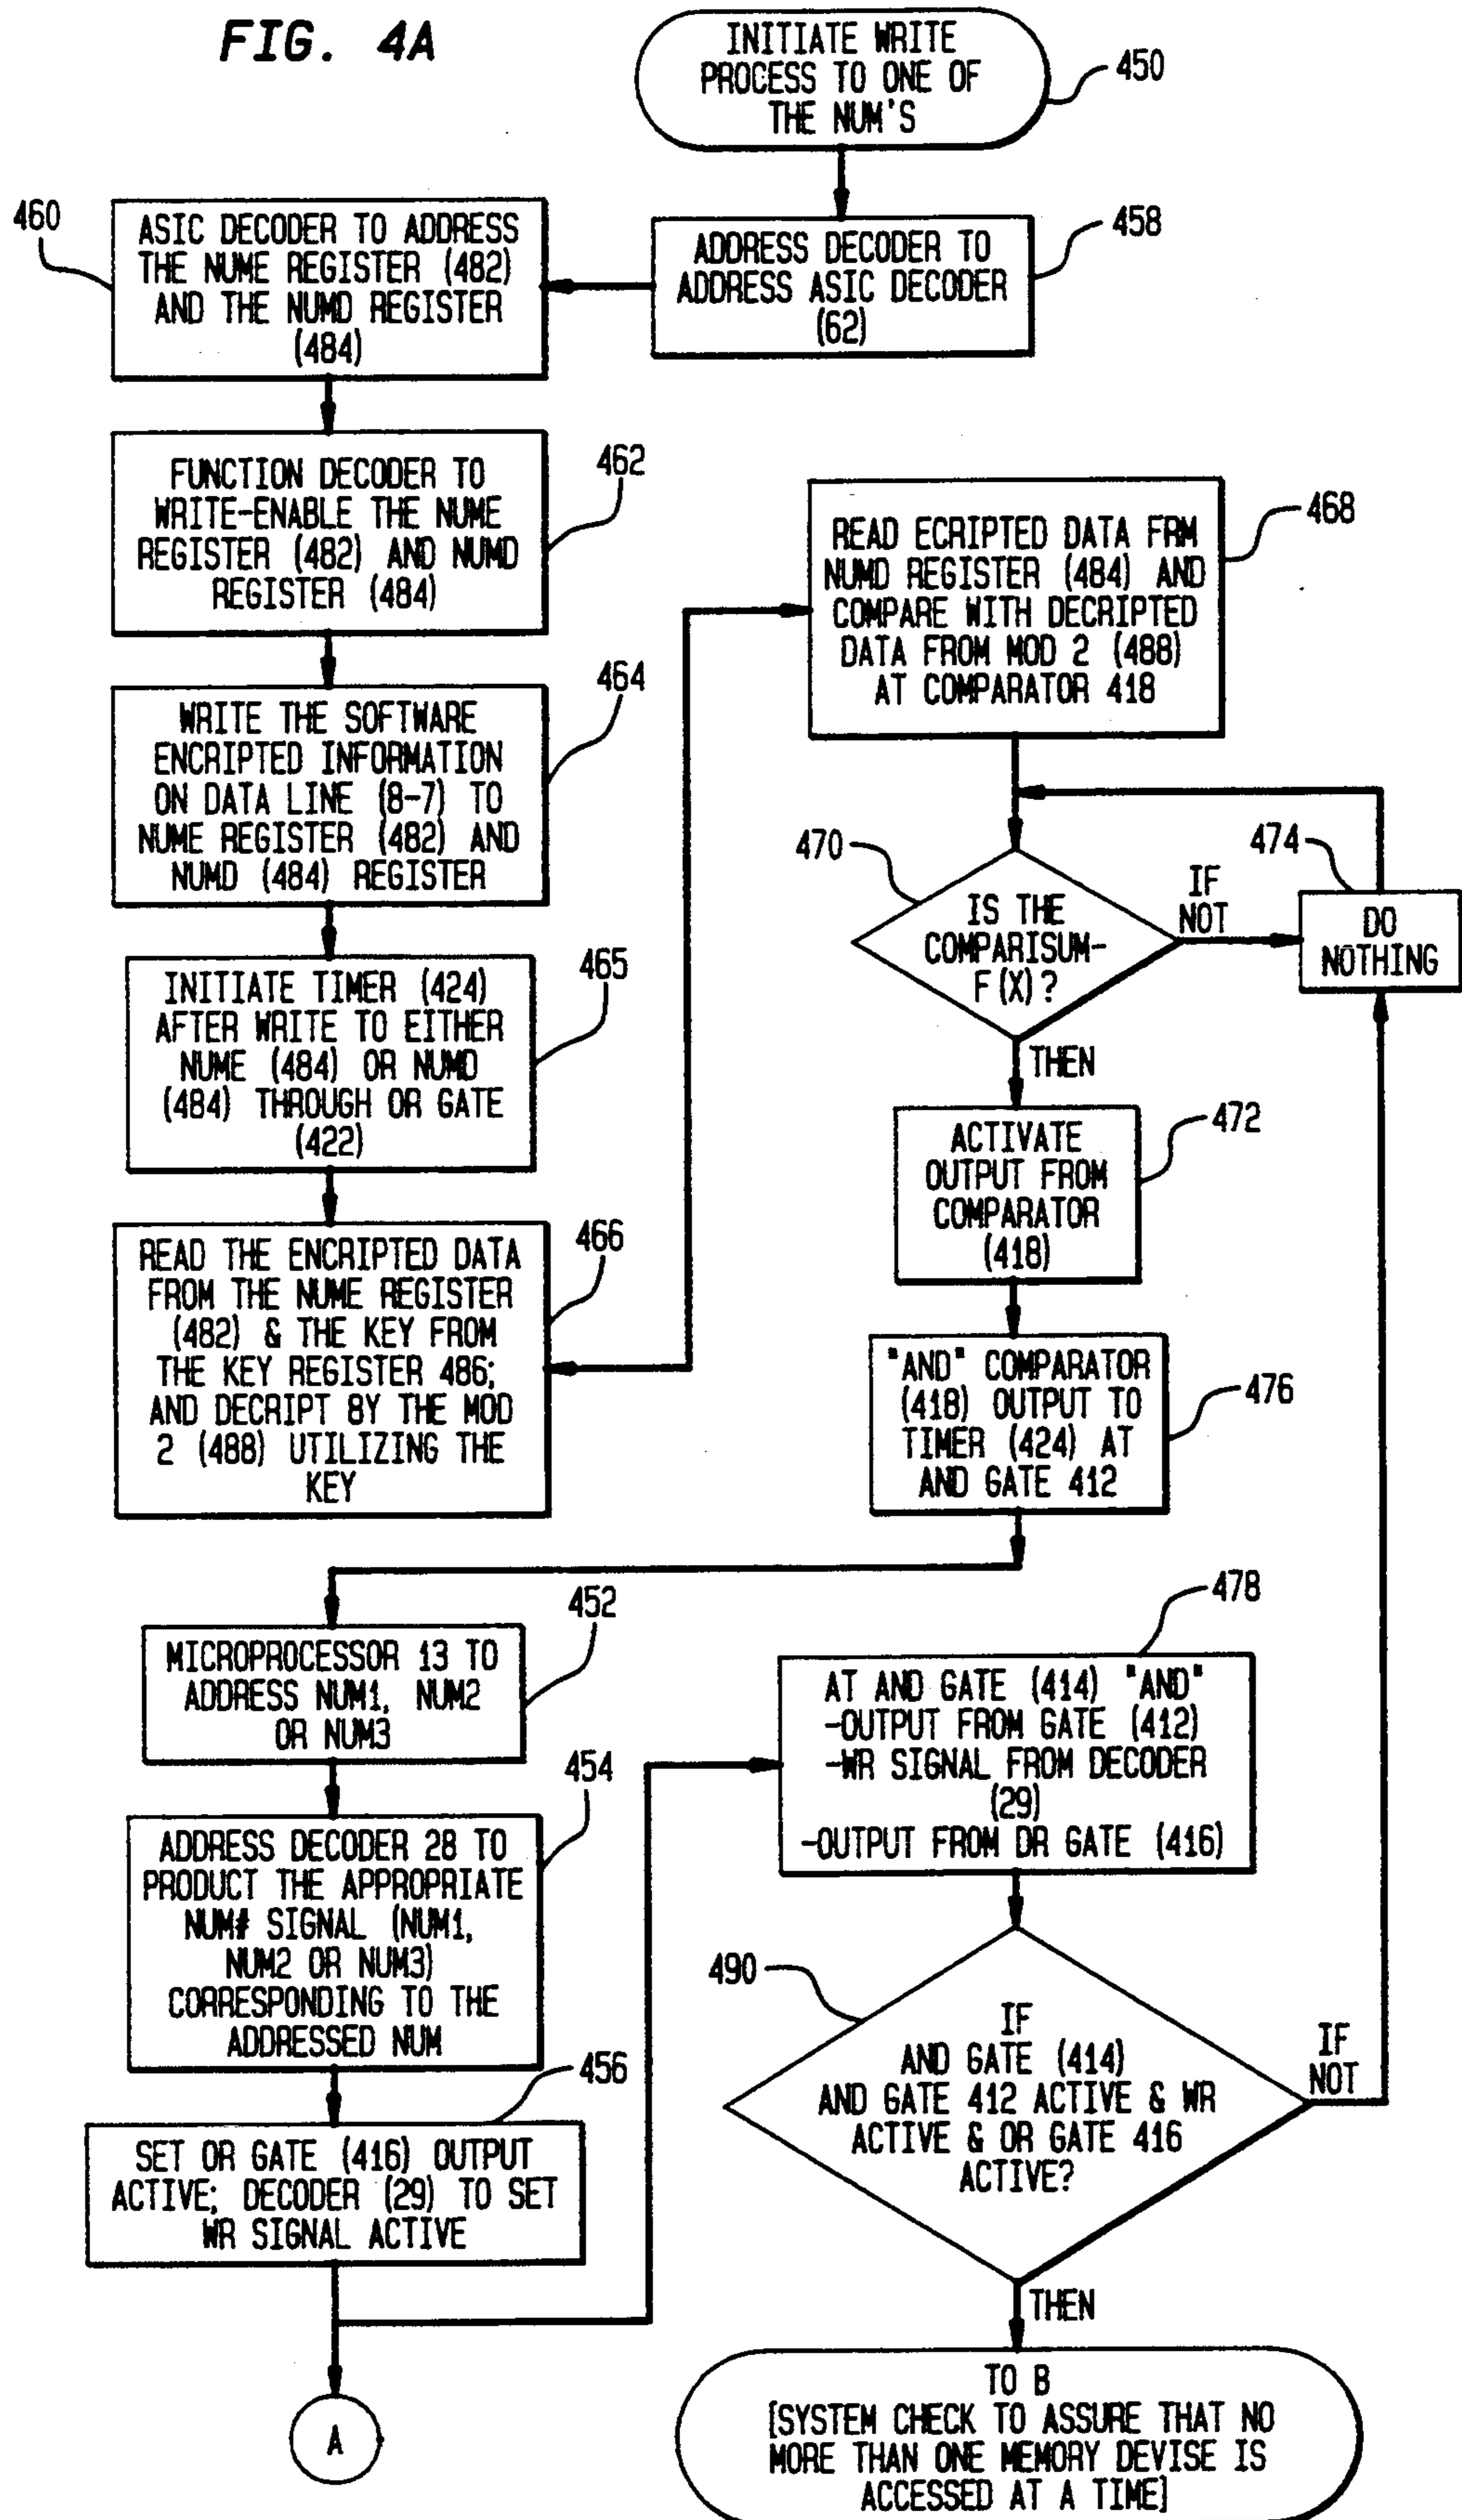 FIG. 4A
INITIATE WRITE
PROCESS TO ONE OF
THE NUM'S
450
ADDRESS DECODER TO
ADDRESS ASIC DECODER
(62)
458
460
ASIC DECODER TO ADDRESS
THE NUME REGISTER (482)
AND THE NUMD REGISTER
(484)
FUNCTION DECODER TO
WRITE-ENABLE THE NUME
REGISTER (482) AND NUMD
REGISTER (484)
462
WRITE THE SOFTWARE
ENCRIPTED INFORMATION
ON DATA LINE (8-7) TO
NUME REGISTER (482) AND
NUMD (484) REGISTER
464
INITIATE TIMER (424)
AFTER WRITE TO EITHER
NUME (484) OR NUMD
(484) THROUGH OR GATE
(422)
465
READ THE ENCRIPTED DATA
FROM THE NUME REGISTER
(482) & THE KEY FROM
THE KEY REGISTER 486;
AND DECRIPT BY THE MOD
2 (488) UTILIZING THE
KEY
466
READ ECRIPTED DATA FRM
NUMD REGISTER (484) AND
COMPARE WITH DECRIPTED
DATA FROM MOD 2 (488)
AT COMPARATOR 418
468
470
IS THE
COMPARISUM-
F(X)?
IF
NOT
474
DO
NOTHING
THEN
ACTIVATE
OUTPUT FROM
COMPARATOR
(418)
472
"AND" COMPARATOR
(418) OUTPUT TO
TIMER (424) AT
AND GATE 412
476
MICROPROCESSOR 13 TO
ADDRESS NUM1, NUM2
OR NUM3
452
ADDRESS DECODER 28 TO
PRODUCT THE APPROPRIATE
NUM# SIGNAL (NUM1,
NUM2 OR NUM3)
CORRESPONDING TO THE
ADDRESSED NUM
454
SET OR GATE (416) OUTPUT
ACTIVE; DECODER (29) TO SET
WR SIGNAL ACTIVE
456
A
AT AND GATE (414) "AND"
-OUTPUT FROM GATE (412)
-WR SIGNAL FROM DECODER
(29)
-OUTPUT FROM OR GATE (416)
478
490
IF
AND GATE (414)
AND GATE 412 ACTIVE & WR
ACTIVE & OR GATE 416
ACTIVE?
IF
NOT
THEN
TO B
[SYSTEM CHECK TO ASSURE THAT NO
MORE THAN ONE MEMORY DEVISE IS
ACCESSED AT A TIME]